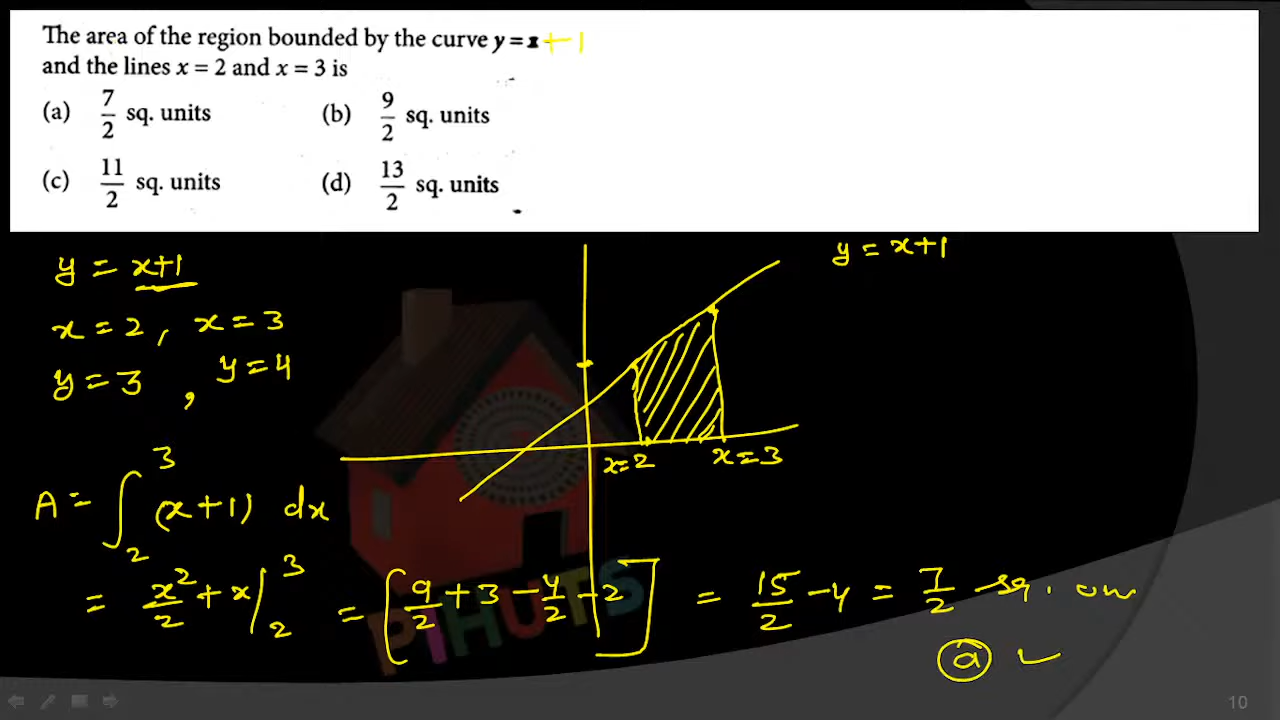 The area of the region bounded by the curve y = x + 1
and the lines x = 2 and x = 3 is
(a) 7/2 sq. units (b) 9/2 sq. units
(c) 11/2 sq. units (d) 13/2 sq. units
y = x+1
y = x+1
x = 2, x = 3
y = 3, y = 4
x=2 x=3
A = ∫₂³ (x+1) dx
= x²/2 + x |₂³ = [9/2 + 3 − 4/2 − 2] = 15/2 − 4 = 7/2 sq. un
(a) ✓
PIHUTS
10